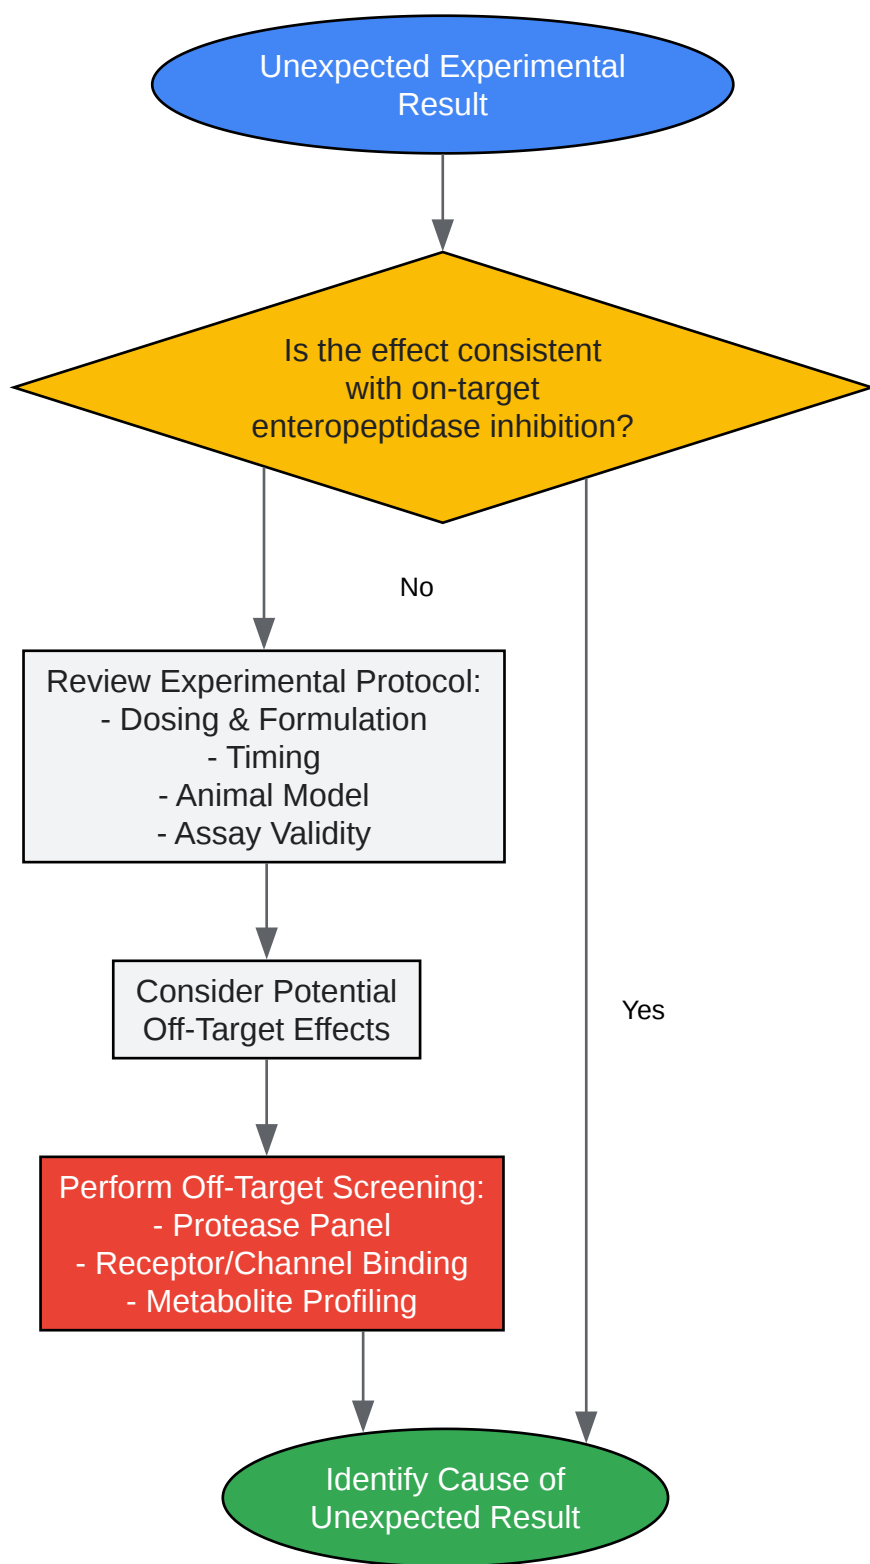 Unexpected Experimental
Result
Is the effect consistent
with on-target
enteropeptidase inhibition?
No
Review Experimental Protocol:
- Dosing & Formulation
- Timing
- Animal Model
- Assay Validity
Consider Potential
Off-Target Effects
Yes
Perform Off-Target Screening:
- Protease Panel
- Receptor/Channel Binding
- Metabolite Profiling
Identify Cause of
Unexpected Result